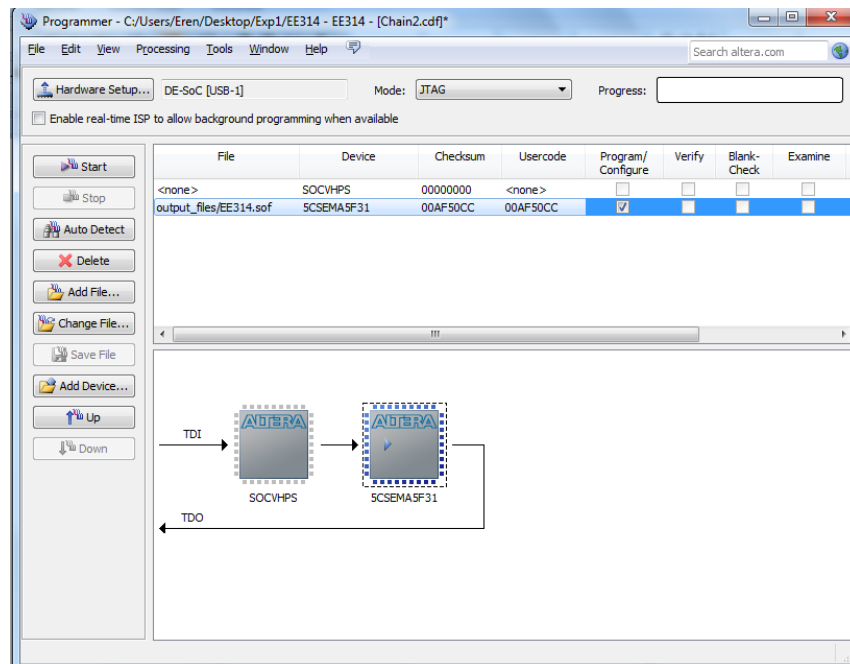 Programmer - C:/Users/Eren/Desktop/Exp1/EE314 - EE314 - [Chain2.cdf]*
File Edit View Processing Tools Window Help
Search altera.com
Hardware Setup... DE-SoC [USB-1] Mode: JTAG Progress:
Enable real-time ISP to allow background programming when available
Start
Stop
Auto Detect
Delete
Add File...
Change File...
Save File
Add Device...
Up
Down
File Device Checksum Usercode Program/ Configure Verify Blank- Check Examine
<none> SOCVHPS 00000000 <none>
output_files/EE314.sof 5CSEMA5F31 00AF50CC 00AF50CC
TDI
ALTERA
ALTERA
SOCVHPS
5CSEMA5F31
TDO